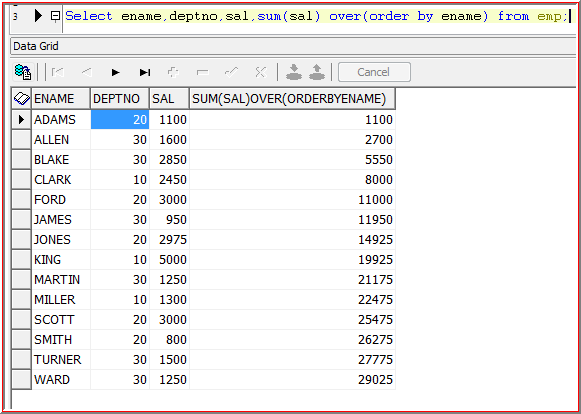 3 Select ename,deptno,sal,sum(sal) over(order by ename) from emp;
Data Grid
Cancel
ENAME DEPTNO SAL SUM(SAL)OVER(ORDERBYENAME)
ADAMS 20 1100 1100
ALLEN 30 1600 2700
BLAKE 30 2850 5550
CLARK 10 2450 8000
FORD 20 3000 11000
JAMES 30 950 11950
JONES 20 2975 14925
KING 10 5000 19925
MARTIN 30 1250 21175
MILLER 10 1300 22475
SCOTT 20 3000 25475
SMITH 20 800 26275
TURNER 30 1500 27775
WARD 30 1250 29025